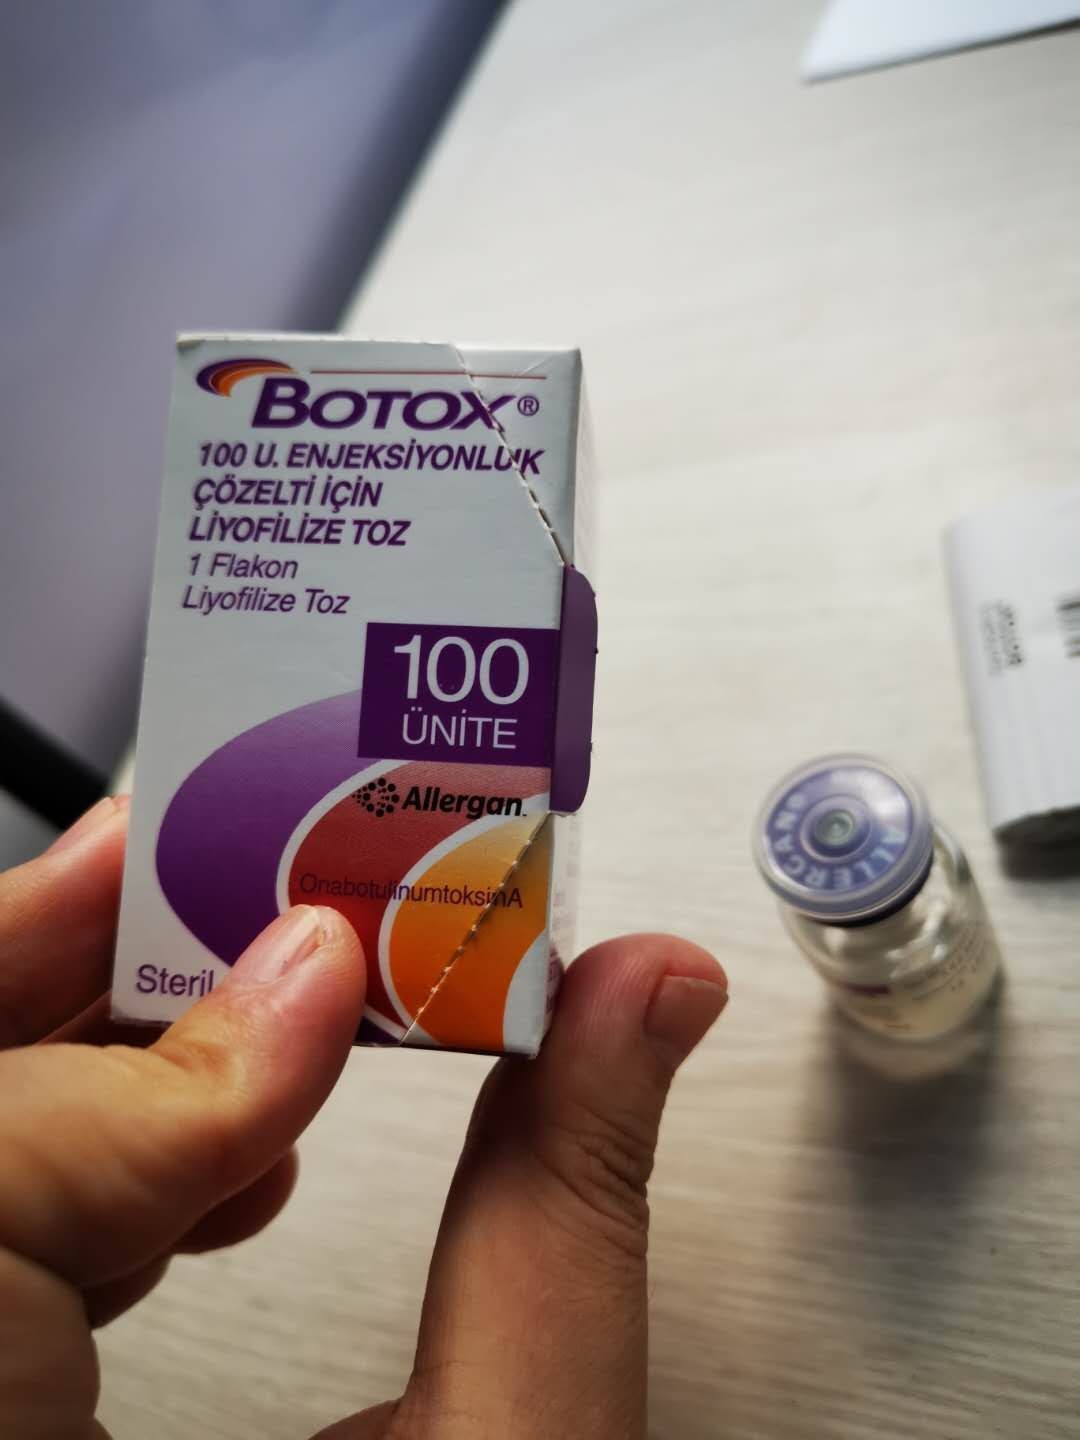 BOTOX®
100 U. ENJEKSİYONLUK
ÇÖZELTİ İÇİN
LİYOFİLİZE TOZ
1 Flakon
Liyofilize Toz
100
ÜNİTE
Allergan
OnabotulinumtoksinA
Steril
ALLERGAN